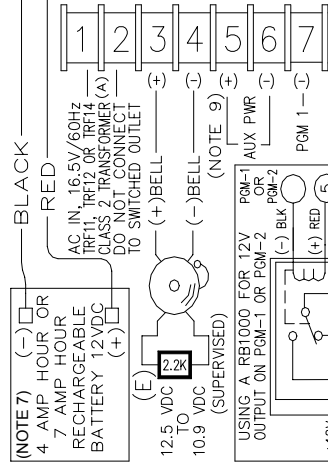 BLACK
RED
(NOTE 7)
(-)
4 AMP HOUR OR
7 AMP HOUR
RECHARGEABLE
BATTERY 12VDC
(+)
1 2 3 4 5 6 7
(+) (-) (+) (-) (-)
AC IN, 16.5V/60Hz
TRF11, TRF12 OR TRF14
CLASS 2 TRANSFORMER(A)
DO NOT CONNECT
TO SWITCHED OUTLET
(+)BELL
(-)BELL
(NOTE 9)
AUX PWR
PGM 1
(E)
2.2K
12.5 VDC
TO
10.9 VDC
(SUPERVISED)
USING A RB1000 FOR 12V
OUTPUT ON PGM-1 OR PGM-2
PGM-1
OR
PGM-2
(-) BLK
(+) RED
5